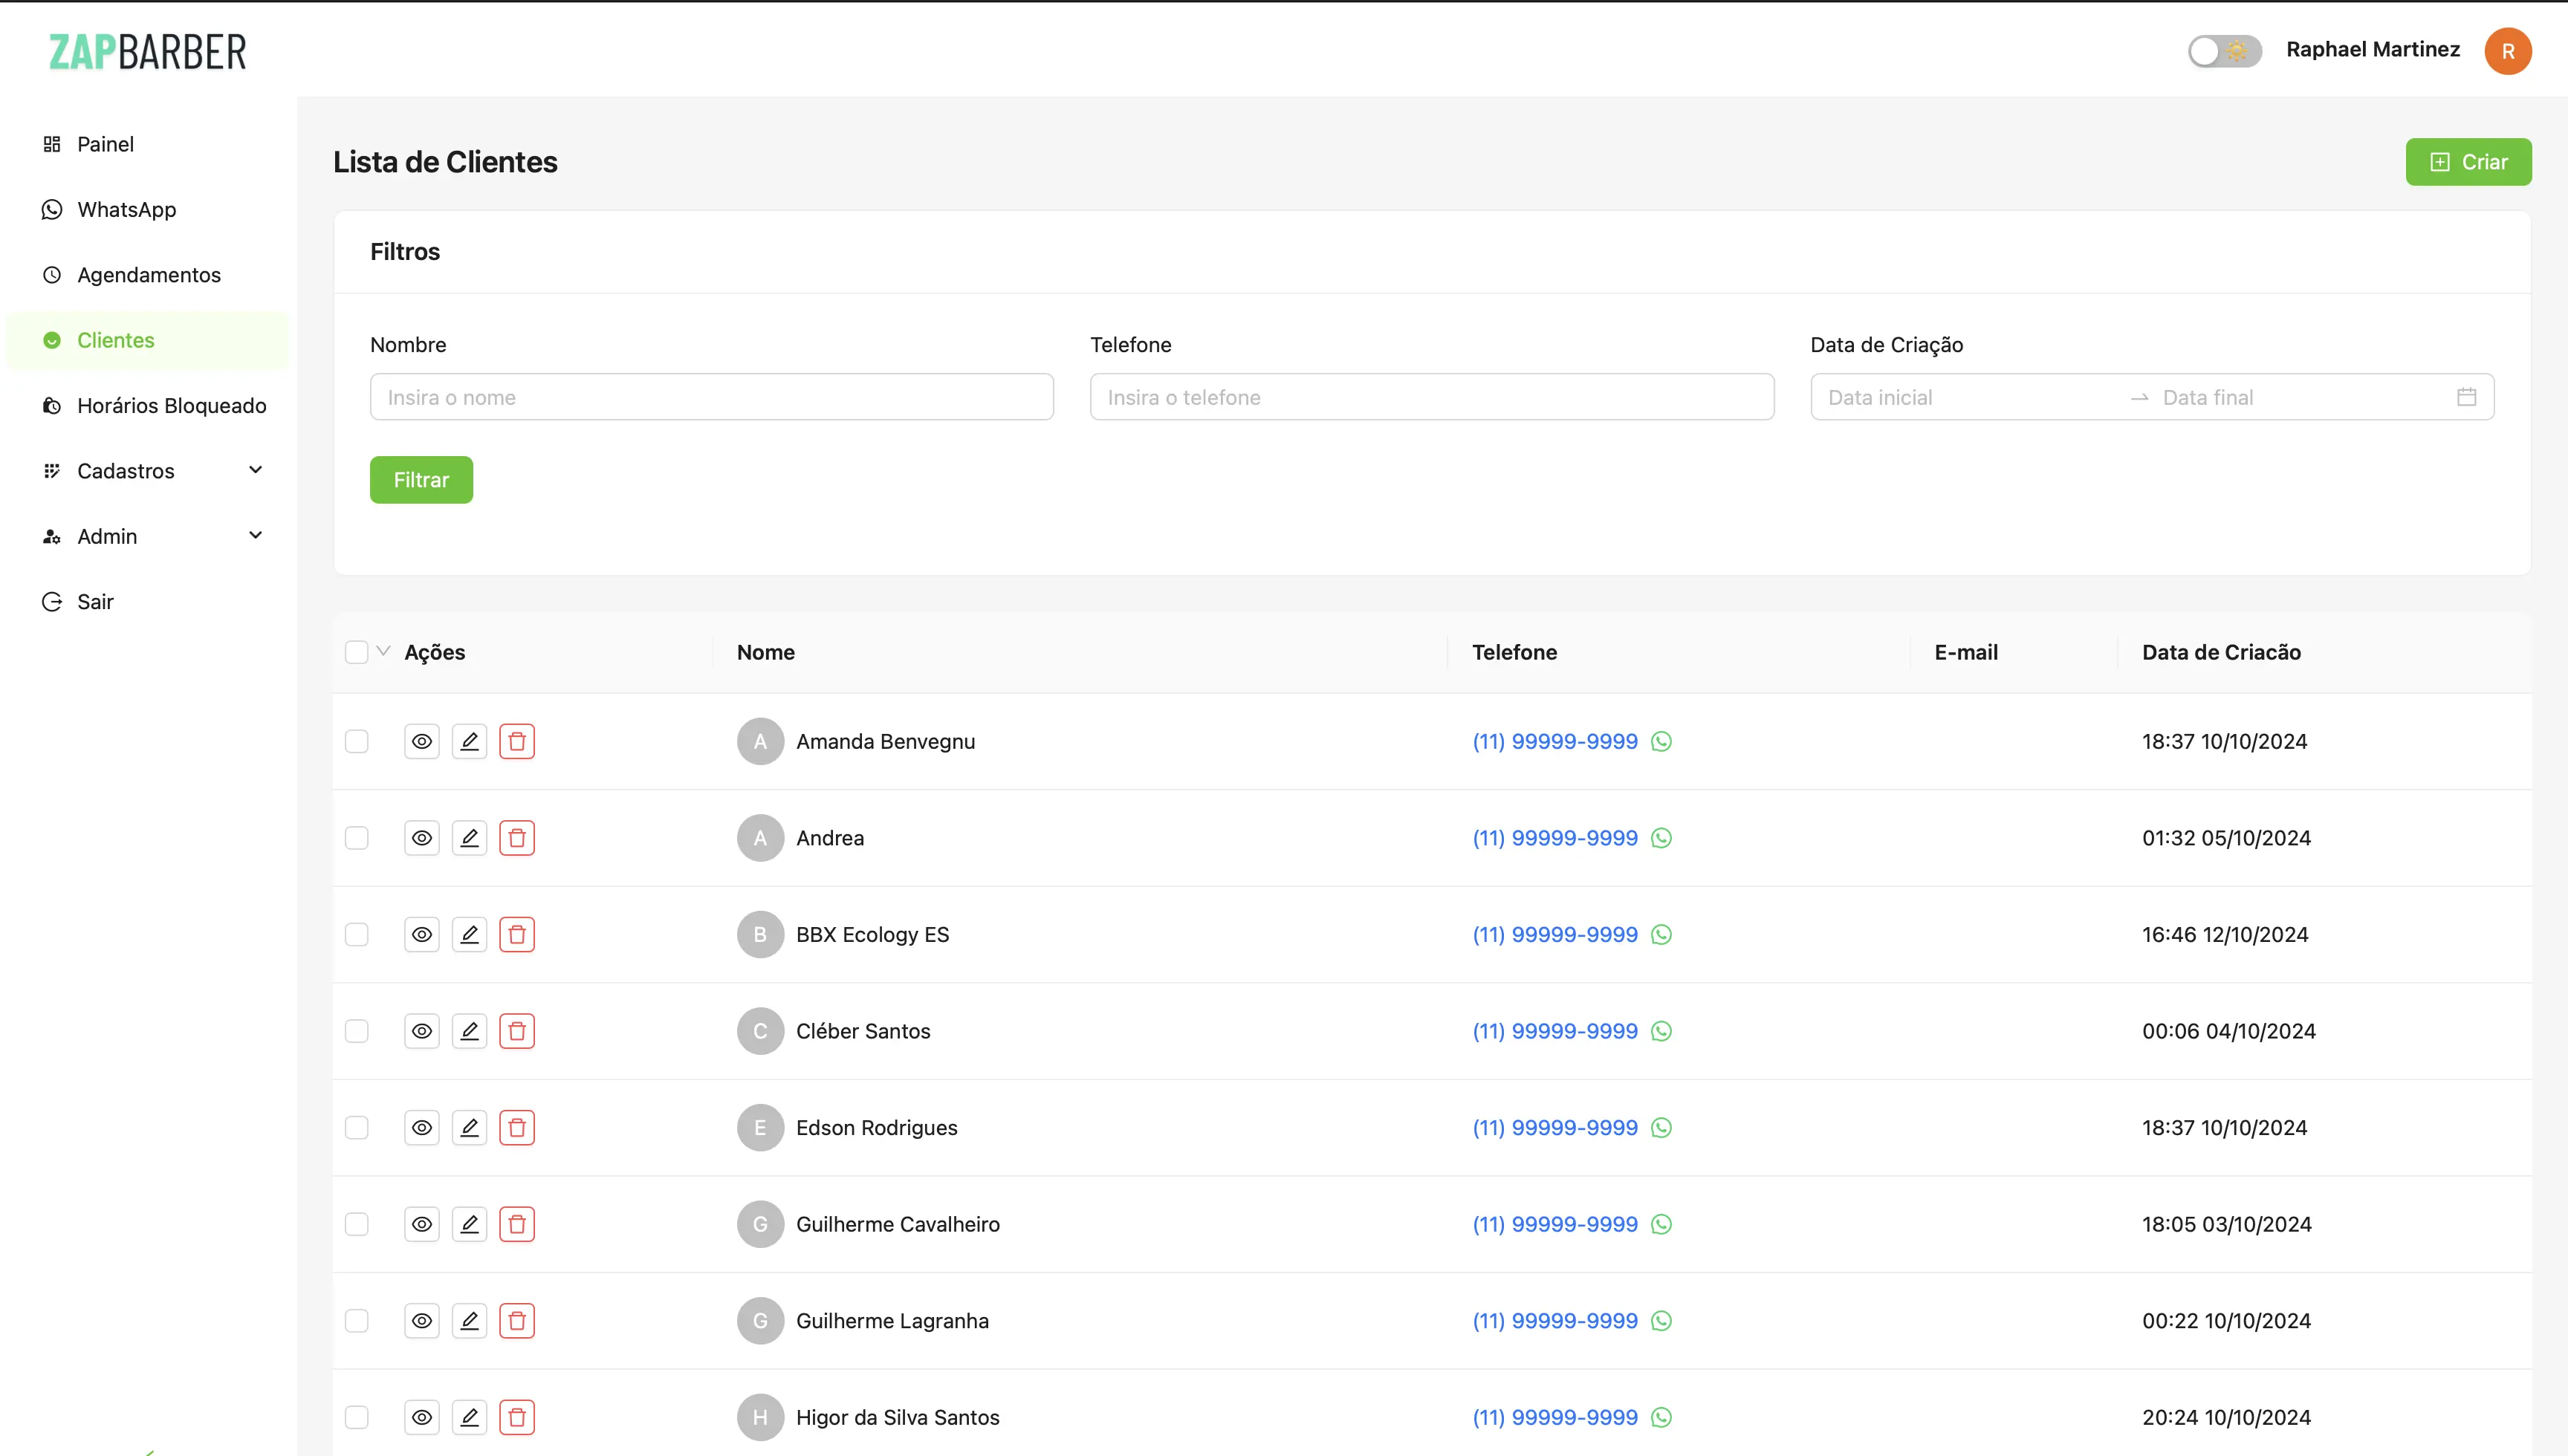 ZAPBARBER
Raphael Martinez
R
Painel
WhatsApp
Agendamentos
Clientes
Horários Bloqueado
Cadastros
Admin
Sair
Lista de Clientes
Criar
Filtros
Nombre
Telefone
Data de Criação
Insira o nome
Insira o telefone
Data inicial
Data final
Filtrar
Ações Nome Telefone E-mail Data de Criacão
A Amanda Benvegnu (11) 99999-9999 18:37 10/10/2024
A Andrea (11) 99999-9999 01:32 05/10/2024
B BBX Ecology ES (11) 99999-9999 16:46 12/10/2024
C Cléber Santos (11) 99999-9999 00:06 04/10/2024
E Edson Rodrigues (11) 99999-9999 18:37 10/10/2024
G Guilherme Cavalheiro (11) 99999-9999 18:05 03/10/2024
G Guilherme Lagranha (11) 99999-9999 00:22 10/10/2024
H Higor da Silva Santos (11) 99999-9999 20:24 10/10/2024